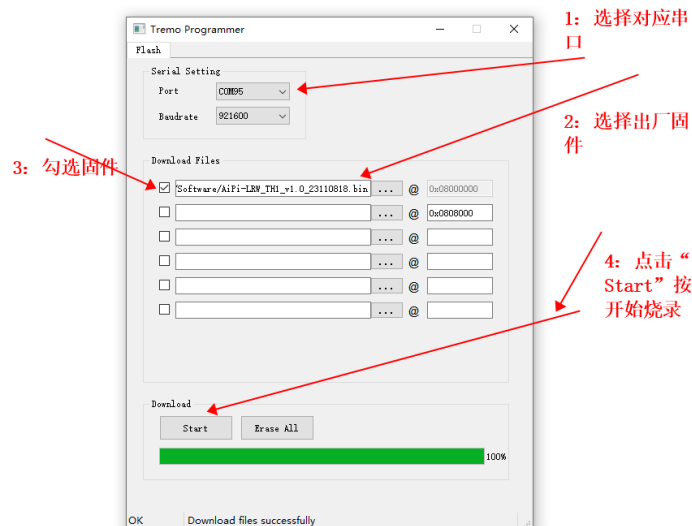 Tremo Programmer
Flash
Serial Setting
Port
COM95
Baudrate
921600
Download Files
Software/AiPi-LRW_TH1_v1.0_23110818.bin
...
@
0x08000000
...
@
0x0808000
...
@
...
@
...
@
...
@
Download
Start
Erase All
100%
OK
Download files successfully
1: 选择对应串
口
2: 选择出厂固
件
3: 勾选固件
4: 点击“
Start”按
开始烧录